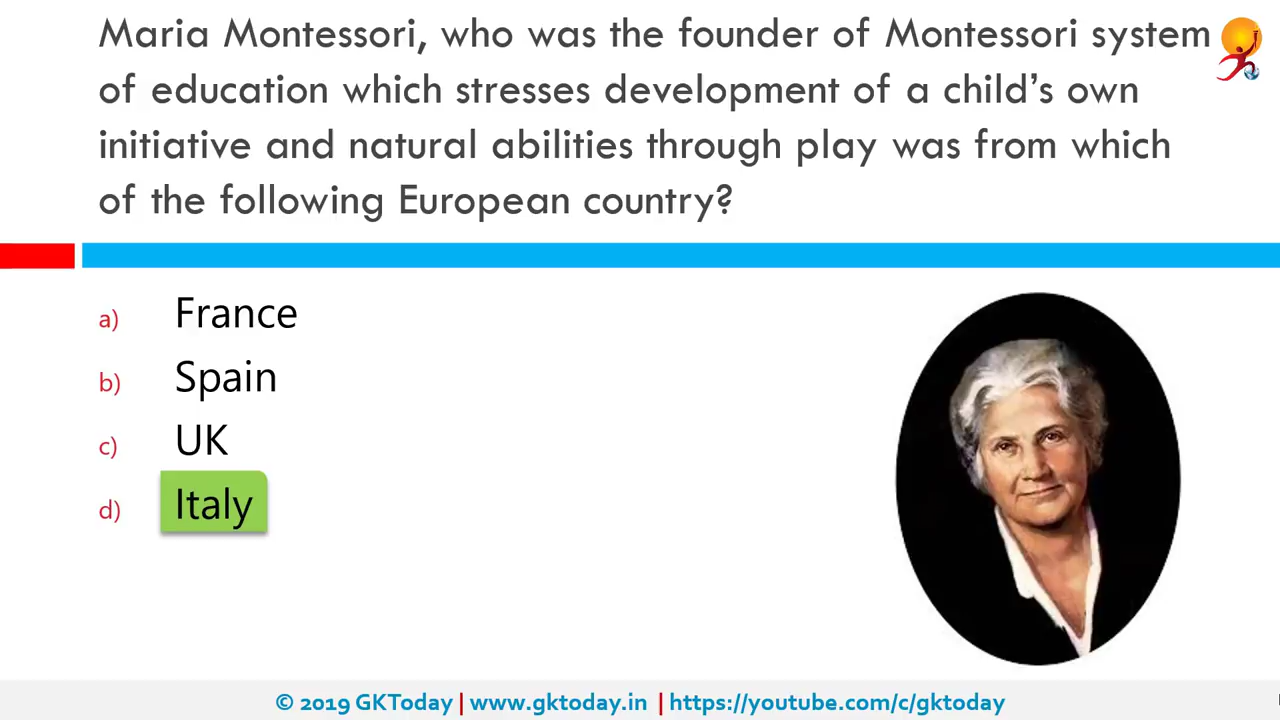 Maria Montessori, who was the founder of Montessori system
of education which stresses development of a child’s own
initiative and natural abilities through play was from which
of the following European country?
a) France
b) Spain
c) UK
d) Italy
© 2019 GKToday | www.gktoday.in | https://youtube.com/c/gktoday